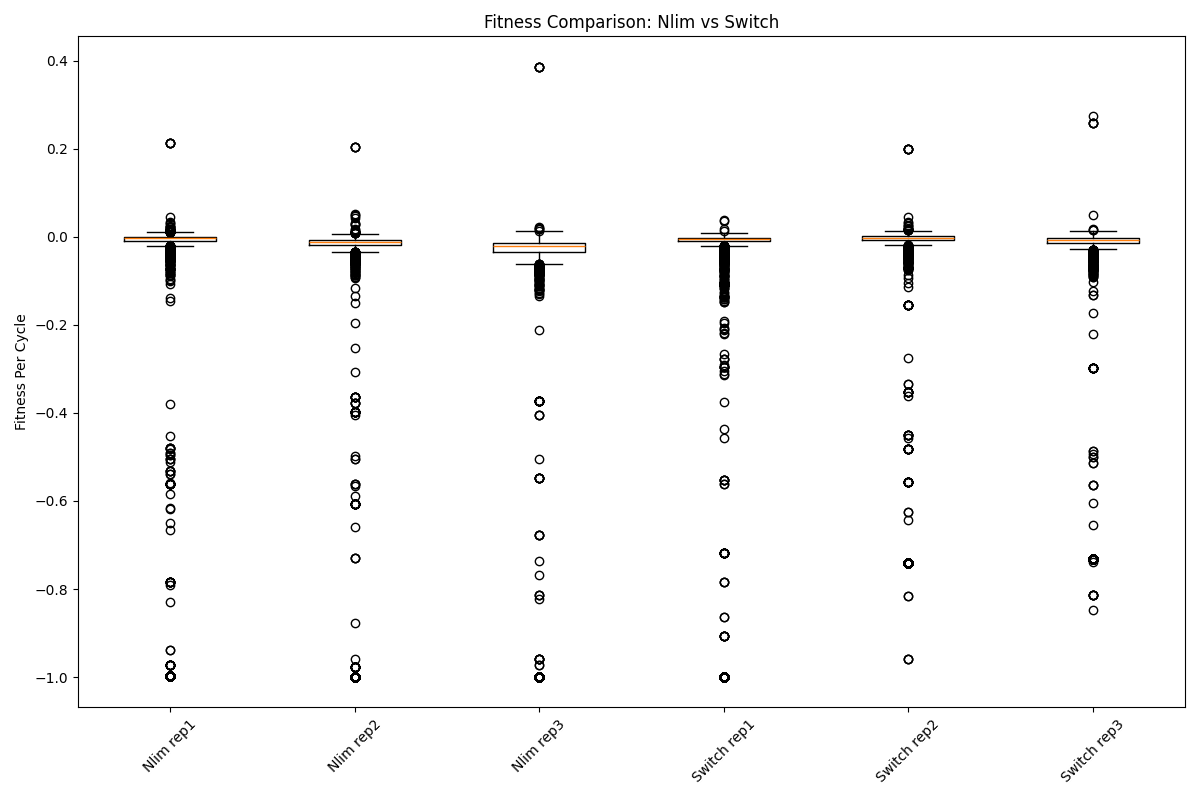 Fitness Comparison: Nlim vs Switch
Fitness Per Cycle
0.4
0.2
0.0
−0.2
−0.4
−0.6
−0.8
−1.0
Nlim rep1
Nlim rep2
Nlim rep3
Switch rep1
Switch rep2
Switch rep3